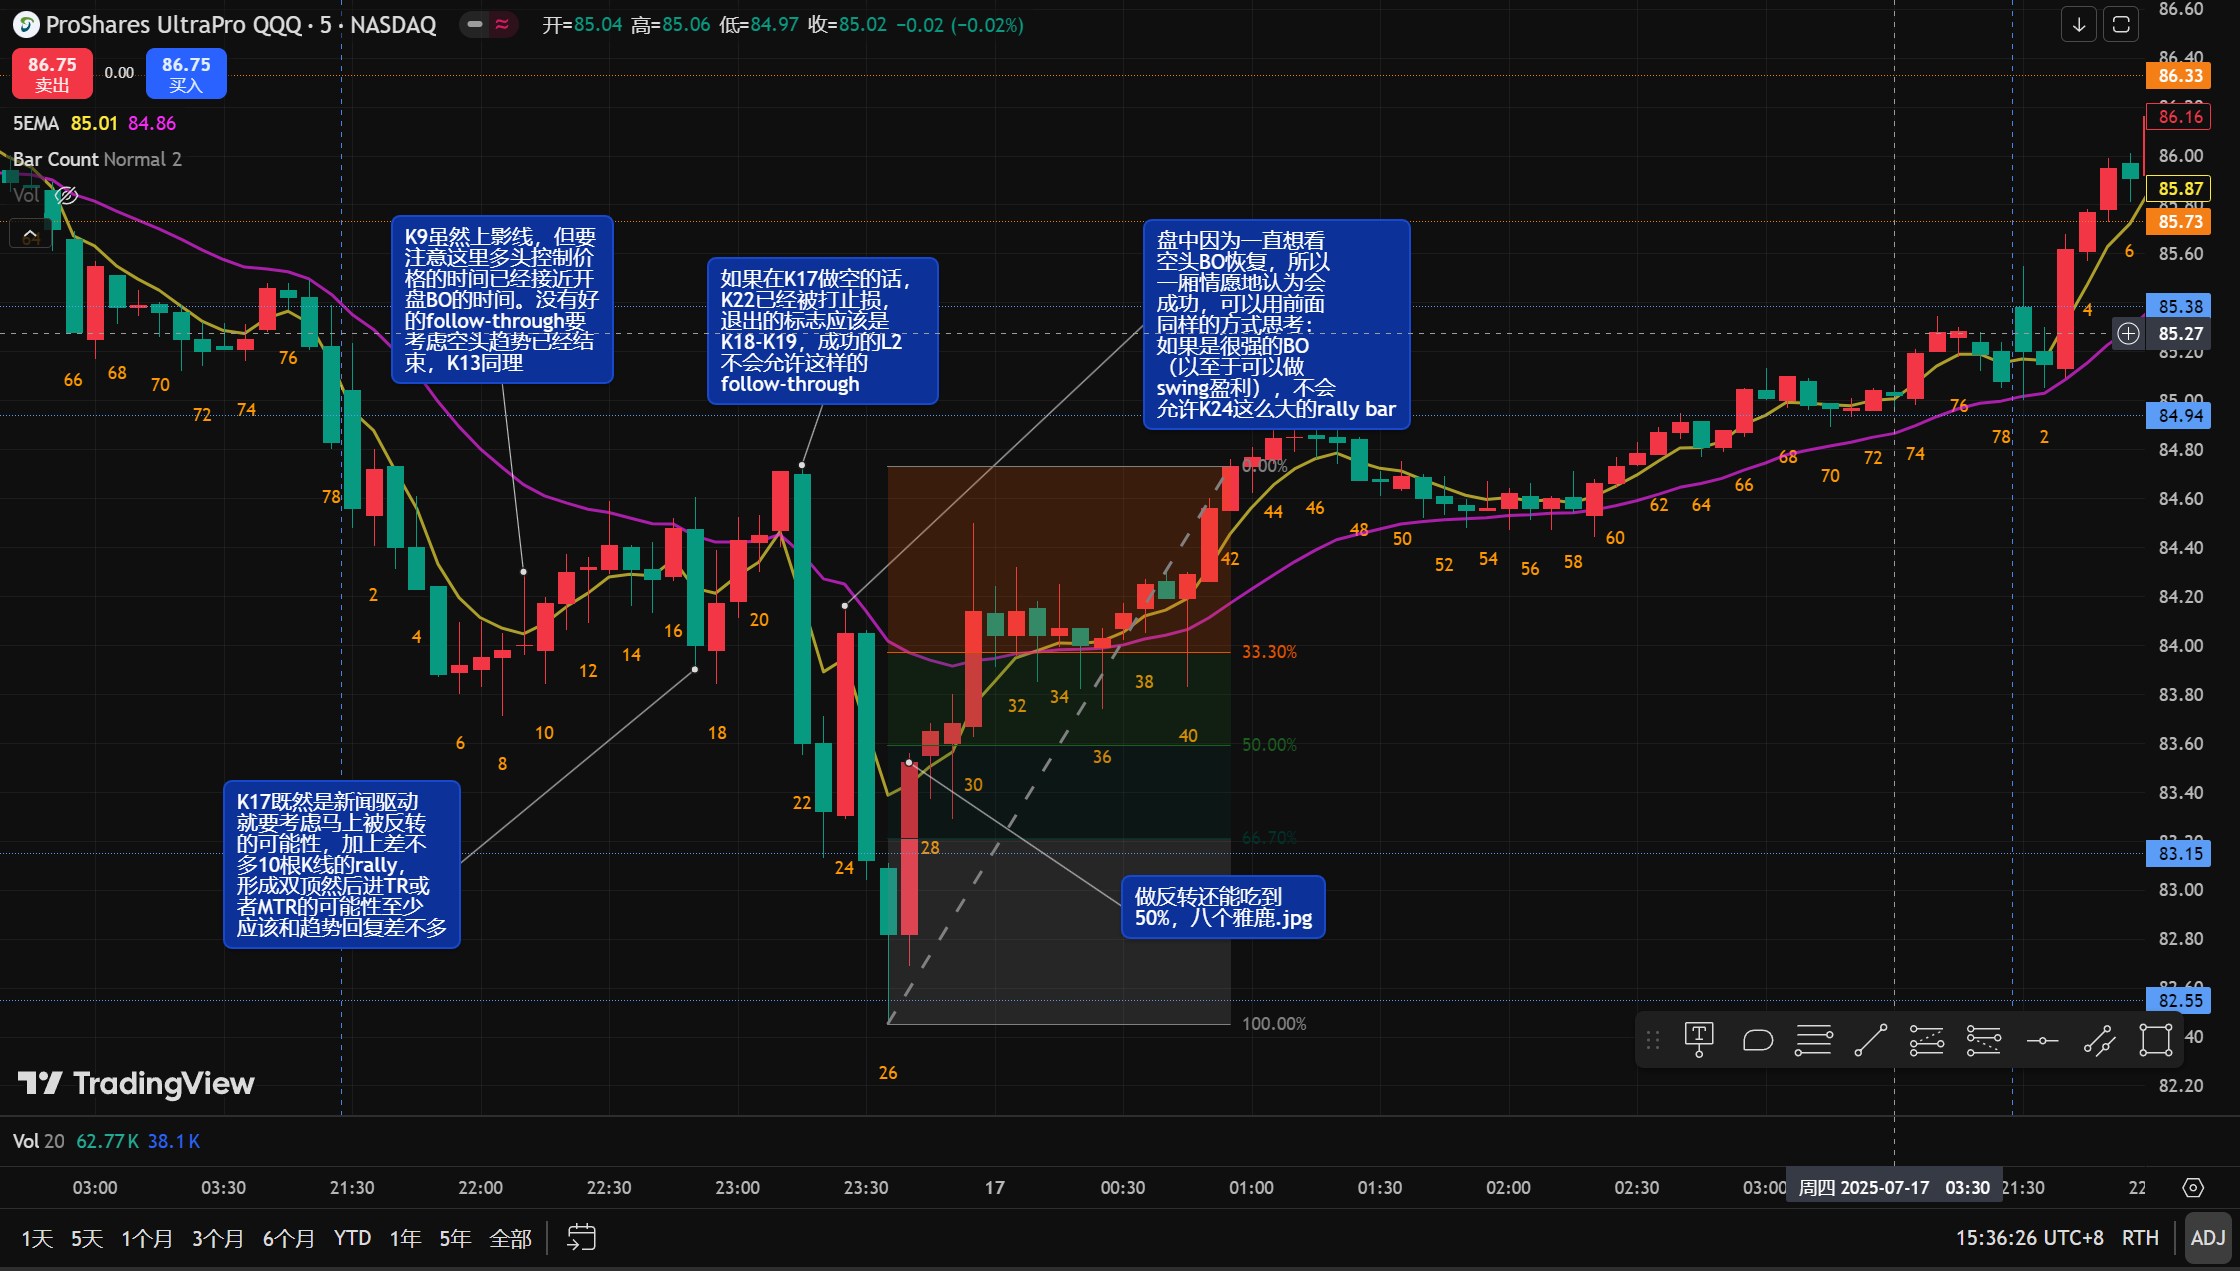 ProShares UltraPro QQQ · 5 · NASDAQ
开=85.04 高=85.06 低=84.97 收=85.02 −0.02 (−0.02%)
86.75
卖出
0.00
86.75
买入
5EMA 85.01 84.86
Bar Count Normal 2
Vol
64
K9虽然上影线，但要
注意这里多头控制价
格的时间已经接近开
盘BO的时间。没有好
的follow-through要
考虑空头趋势已经结
束，K13同理
如果在K17做空的话，
K22已经被打止损，
退出的标志应该是
K18-K19，成功的L2
不会允许这样的
follow-through
盘中因为一直想看
空头BO恢复，所以
一厢情愿地认为会
成功，可以用前面
同样的方式思考：
如果是很强的BO
（以至于可以做
swing盈利），不会
允许K24这么大的rally bar
K17既然是新闻驱动
就要考虑马上被反转
的可能性，加上差不
多10根K线的rally，
形成双顶然后进TR或
者MTR的可能性至少
应该和趋势回复差不多
做反转还能吃到
50%，八个雅鹿.jpg
66
68
70
72
74
76
78
2
4
6
8
10
12
14
16
18
20
22
24
26
28
30
32
34
36
38
40
42
44
46
48
50
52
54
56
58
60
62
64
66
68
70
72
74
76
78
2
4
6
0.00%
33.30%
50.00%
66.70%
100.00%
86.60
86.40
86.33
86.16
86.00
85.87
85.80
85.73
85.60
85.38
85.27
85.20
85.00
84.94
84.80
84.60
84.40
84.20
84.00
83.80
83.60
83.40
83.20
83.15
83.00
82.80
82.60
82.55
40
82.20
TradingView
Vol 20 62.77K 38.1K
03:00 03:30 21:30 22:00 22:30 23:00 23:30 17 00:30 01:00 01:30 02:00 02:30 03:00 周四 2025-07-17 03:30 21:30 22
1天 5天 1个月 3个月 6个月 YTD 1年 5年 全部
15:36:26 UTC+8 RTH ADJ